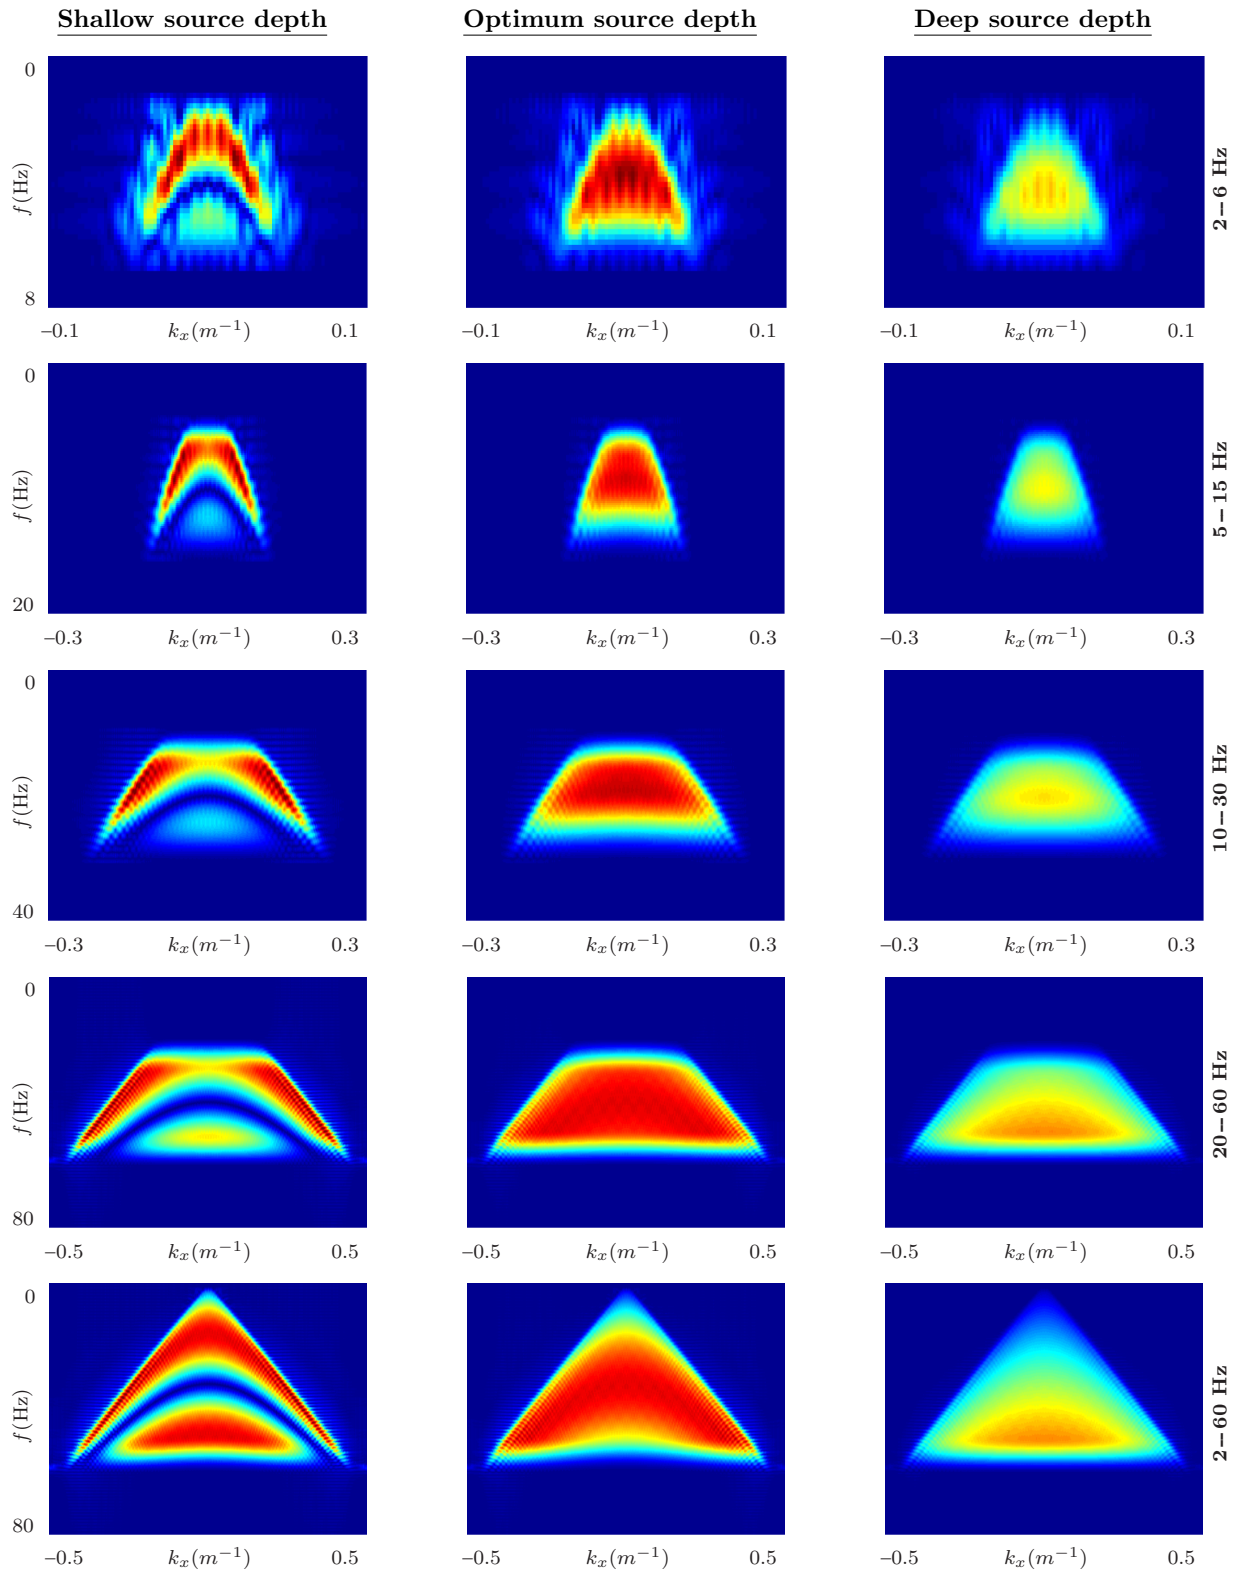 Shallow source depth Optimum source depth Deep source depth
0
f (Hz)
2−6 Hz
8
−0.1 kₓ(m⁻¹) 0.1 −0.1 kₓ(m⁻¹) 0.1 −0.1 kₓ(m⁻¹) 0.1
0
f (Hz)
5−15 Hz
20
−0.3 kₓ(m⁻¹) 0.3 −0.3 kₓ(m⁻¹) 0.3 −0.3 kₓ(m⁻¹) 0.3
0
f (Hz)
10−30 Hz
40
−0.3 kₓ(m⁻¹) 0.3 −0.3 kₓ(m⁻¹) 0.3 −0.3 kₓ(m⁻¹) 0.3
0
f (Hz)
20−60 Hz
80
−0.5 kₓ(m⁻¹) 0.5 −0.5 kₓ(m⁻¹) 0.5 −0.5 kₓ(m⁻¹) 0.5
0
f (Hz)
2−60 Hz
80
−0.5 kₓ(m⁻¹) 0.5 −0.5 kₓ(m⁻¹) 0.5 −0.5 kₓ(m⁻¹) 0.5